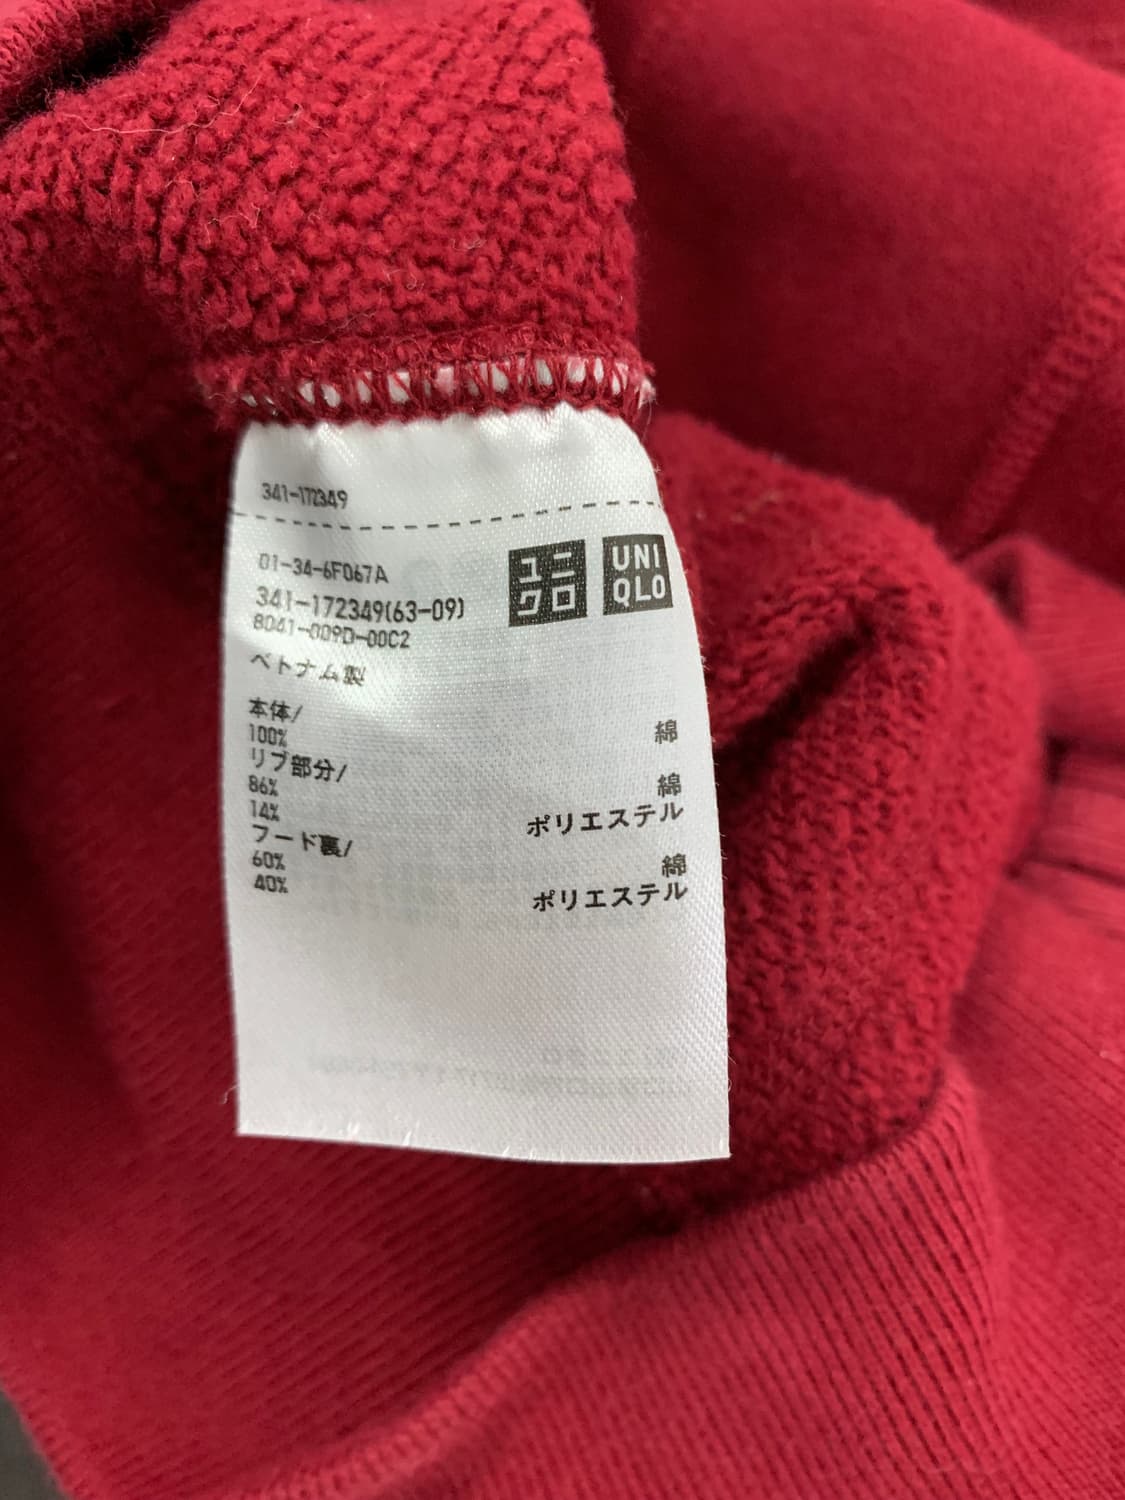 341-172349
01-34-6F067A
341-172349(63-09)
8041-009D-00C2
ユニ
クロ
UNI
QLO
ベトナム製
本体/
100% 綿
リブ部分/
86% 綿
14% ポリエステル
フード裏/
60% 綿
40% ポリエステル